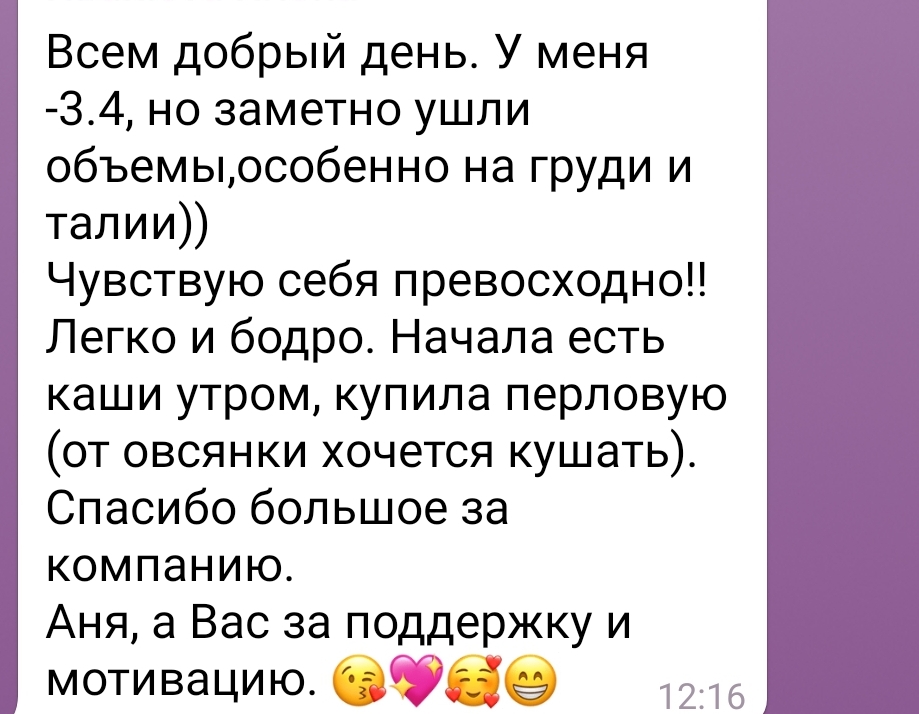 Всем добрый день. У меня
-3.4, но заметно ушли
объемы,особенно на груди и
талии))
Чувствую себя превосходно!!
Легко и бодро. Начала есть
каши утром, купила перловую
(от овсянки хочется кушать).
Спасибо большое за
компанию.
Аня, а Вас за поддержку и
мотивацию. 😘💖🥰😁
12:16